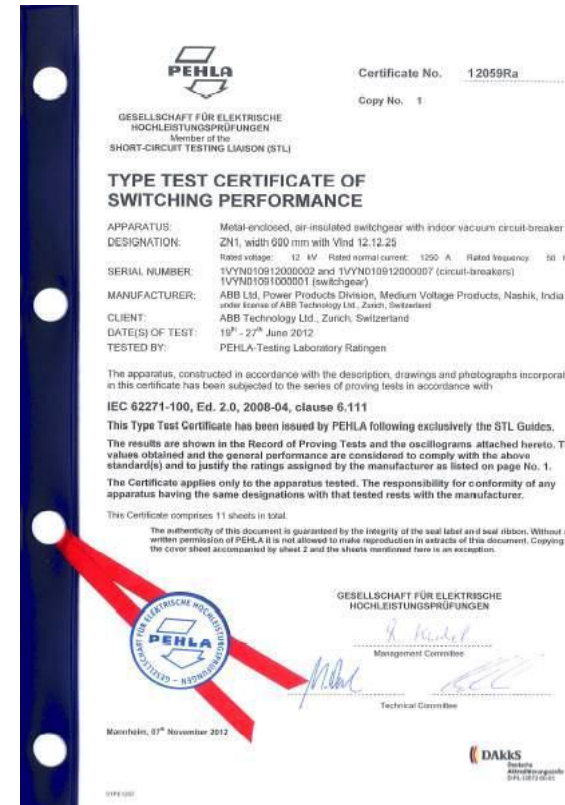 PEHLA
Certificate No. 12059Ra
Copy No. 1
GESELLSCHAFT FÜR ELEKTRISCHE
HOCHLEISTUNGSPRÜFUNGEN
Member of the
SHORT-CIRCUIT TESTING LIAISON (STL)
TYPE TEST CERTIFICATE OF
SWITCHING PERFORMANCE
APPARATUS: Metal-enclosed, air-insulated switchgear with indoor vacuum circuit-breaker
DESIGNATION: ZN1, width 600 mm with Vind 12.12.25
Rated voltage: 12 kV Rated normal current: 1250 A Rated frequency: 50
SERIAL NUMBER: 1VYN010912000002 and 1VYN010912000007 (circuit-breakers)
1VYN01091000001 (switchgear)
MANUFACTURER: ABB Ltd, Power Products Division, Medium Voltage Products, Nashik, India
under license of ABB Technology Ltd., Zurich, Switzerland
CLIENT: ABB Technology Ltd., Zurich, Switzerland
DATE(S) OF TEST: 19th - 27th June 2012
TESTED BY: PEHLA-Testing Laboratory Ratingen
The apparatus, constructed in accordance with the description, drawings and photographs incorporat
in this certificate has been subjected to the series of proving tests in accordance with
IEC 62271-100, Ed. 2.0, 2008-04, clause 6.111
This Type Test Certificate has been issued by PEHLA following exclusively the STL Guides.
The results are shown in the Record of Proving Tests and the oscillograms attached hereto. T
values obtained and the general performance are considered to comply with the above
standard(s) and to justify the ratings assigned by the manufacturer as listed on page No. 1.
The Certificate applies only to the apparatus tested. The responsibility for conformity of any
apparatus having the same designations with that tested rests with the manufacturer.
This Certificate comprises 11 sheets in total.
The authenticity of this document is guaranteed by the integrity of the seal label and seal ribbon. Without
written permission of PEHLA it is not allowed to make reproduction in extracts of this document. Copying
the cover sheet accompanied by sheet 2 and the sheets mentioned here is an exception.
GESELLSCHAFT FÜR ELEKTRISCHE
HOCHLEISTUNGSPRÜFUNGEN
GESELLSCHAFT FÜR ELEKTRISCHE HOCHLEISTUNGSPRÜFUNGEN
PEHLA
Management Committee
Technical Committee
Mannheim, 07th November 2012
DAkkS
Deutsche
Akkreditierungsstelle